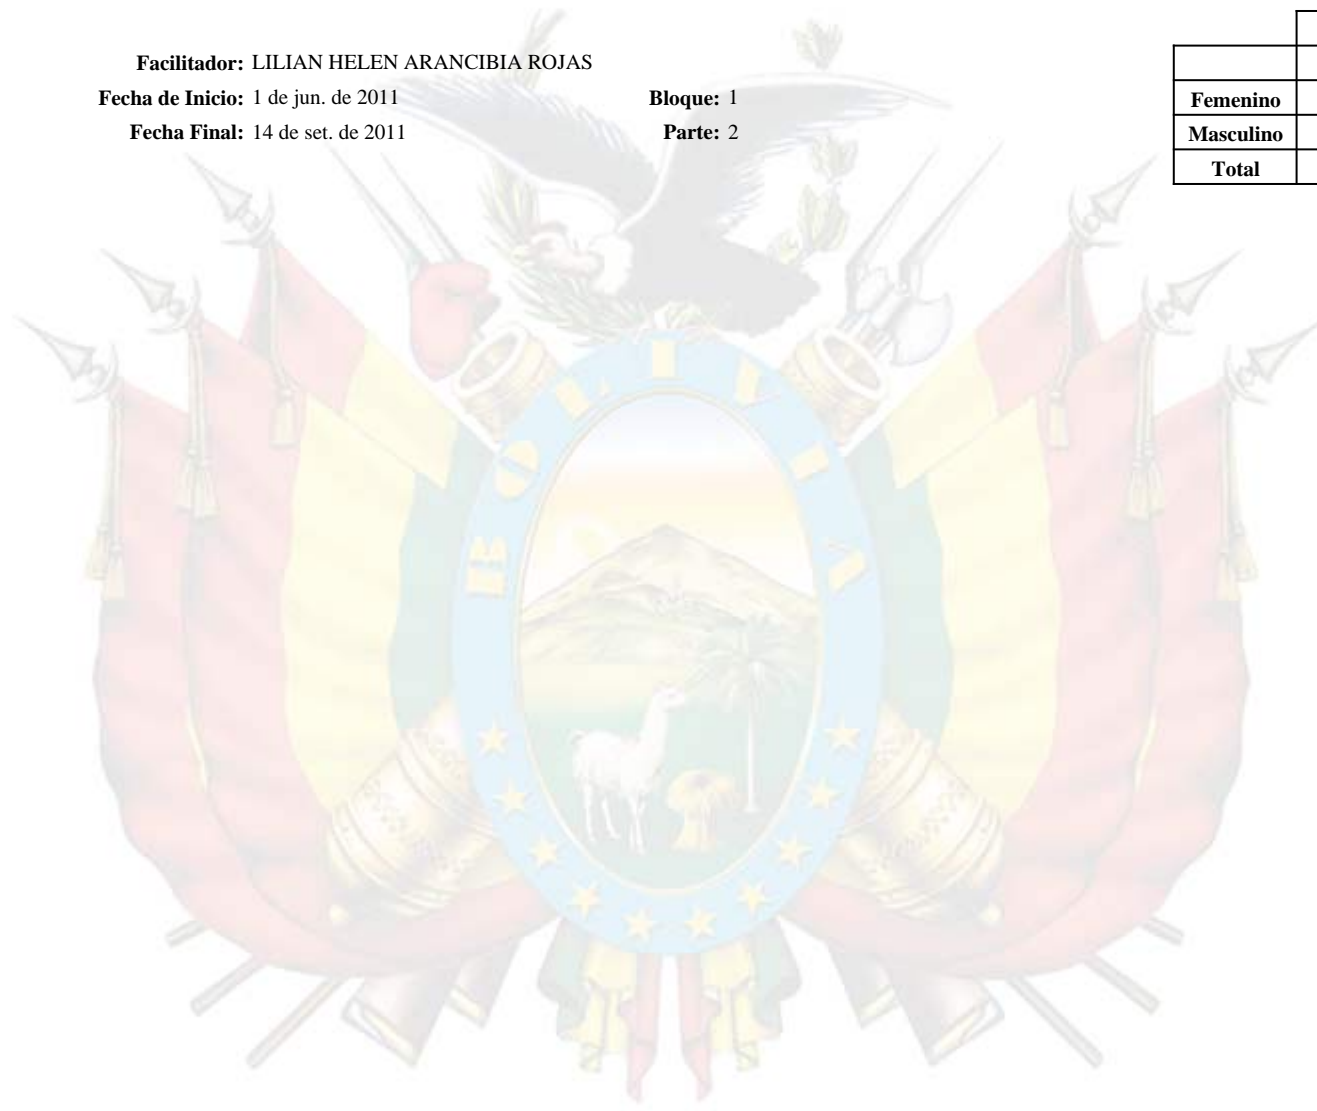 Facilitador: LILIAN HELEN ARANCIBIA ROJAS
Fecha de Inicio: 1 de jun. de 2011 Bloque: 1
Fecha Final: 14 de set. de 2011 Parte: 2
Femenino
Masculino
Total
BOLIVIA